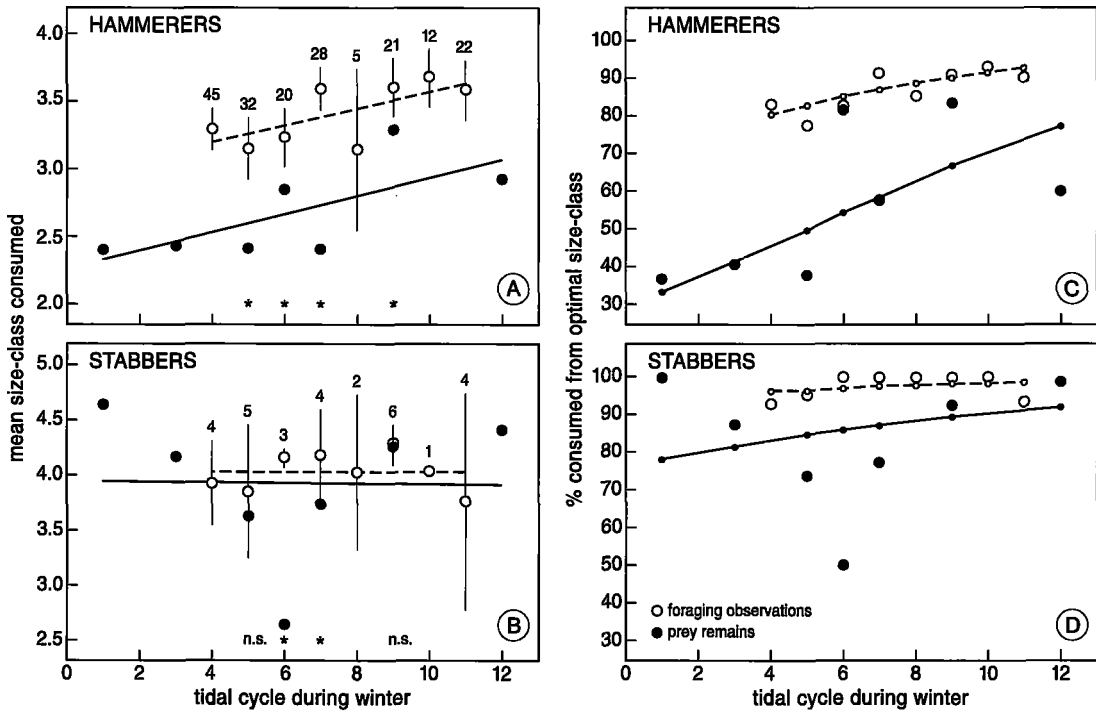 HAMMERERS
4.0
3.5
3.0
2.5
2.0
45 32 20 28 5 21 12 22
* * * *
A
STABBERS
5.0
4.5
4.0
3.5
3.0
2.5
4 5 3 4 2 6 1 4
n.s. * * n.s.
B
0 2 4 6 8 10 12
tidal cycle during winter
mean size-class consumed
HAMMERERS
100
90
80
70
60
50
40
30
C
STABBERS
100
90
80
70
60
50
40
30
foraging observations
prey remains
D
0 2 4 6 8 10 12
tidal cycle during winter
% consumed from optimal size-class